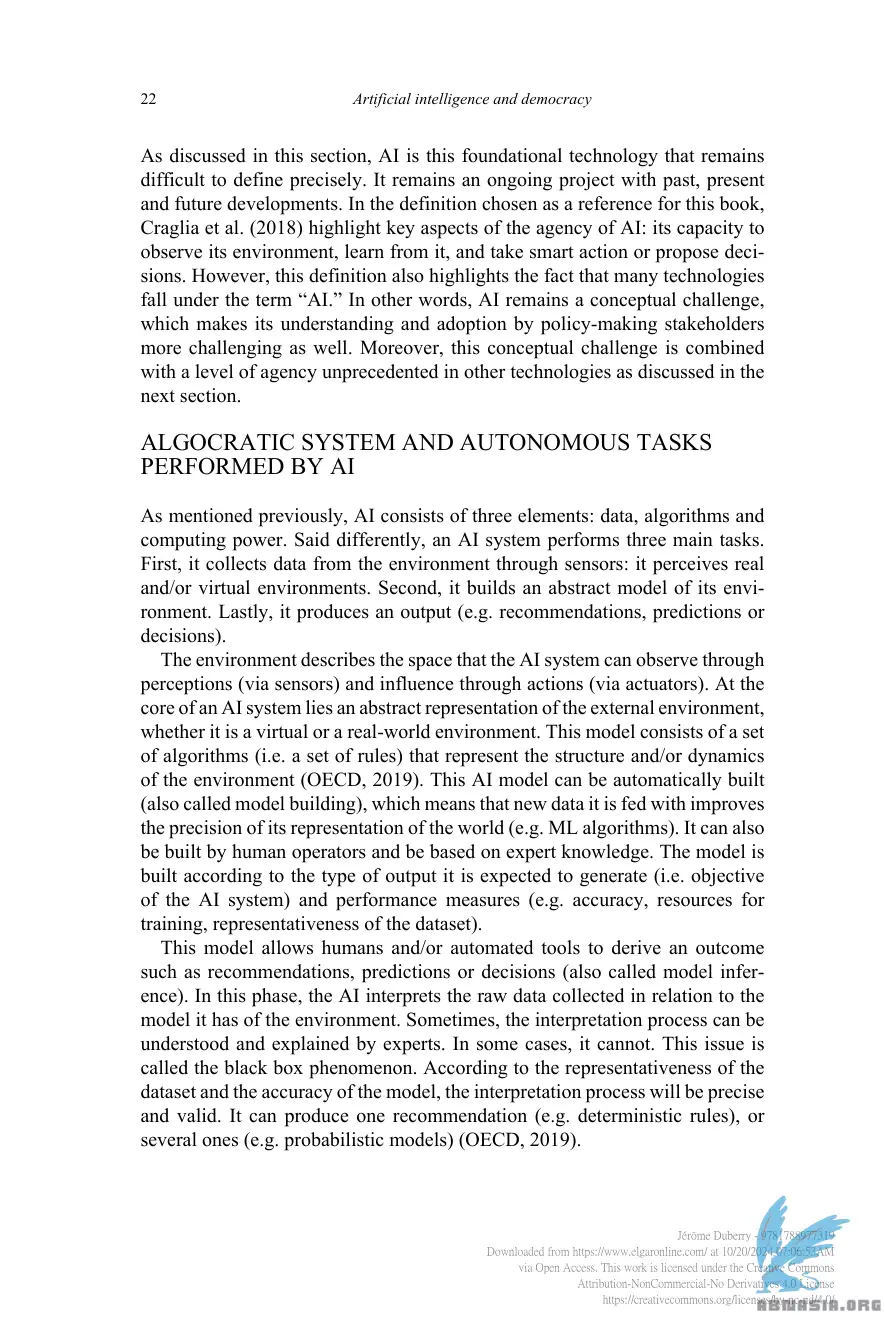 22
Artificial intelligence and democracy
As discussed in this section, AI is this foundational technology that remains
difficult to define precisely. It remains an ongoing project with past, present
and future developments. In the definition chosen as a reference for this book,
Craglia et al. (2018) highlight key aspects of the agency of AI: its capacity to
observe its environment, learn from it, and take smart action or propose deci-
sions. However, this definition also highlights the fact that many technologies
fall under the term “AI.” In other words, AI remains a conceptual challenge,
which makes its understanding and adoption by policy-making stakeholders
more challenging as well. Moreover, this conceptual challenge is combined
with a level of agency unprecedented in other technologies as discussed in the
next section.
ALGOCRATIC SYSTEM AND AUTONOMOUS TASKS
PERFORMED BY AI
As mentioned previously, AI consists of three elements: data, algorithms and
computing power. Said differently, an AI system performs three main tasks.
First, it collects data from the environment through sensors: it perceives real
and/or virtual environments. Second, it builds an abstract model of its envi-
ronment. Lastly, it produces an output (e.g. recommendations, predictions or
decisions).
The environment describes the space that the AI system can observe through
perceptions (via sensors) and influence through actions (via actuators). At the
core of an AI system lies an abstract representation of the external environment,
whether it is a virtual or a real-world environment. This model consists of a set
of algorithms (i.e. a set of rules) that represent the structure and/or dynamics
of the environment (OECD, 2019). This AI model can be automatically built
(also called model building), which means that new data it is fed with improves
the precision of its representation of the world (e.g. ML algorithms). It can also
be built by human operators and be based on expert knowledge. The model is
built according to the type of output it is expected to generate (i.e. objective
of the AI system) and performance measures (e.g. accuracy, resources for
training, representativeness of the dataset).
This model allows humans and/or automated tools to derive an outcome
such as recommendations, predictions or decisions (also called model infer-
ence). In this phase, the AI interprets the raw data collected in relation to the
model it has of the environment. Sometimes, the interpretation process can be
understood and explained by experts. In some cases, it cannot. This issue is
called the black box phenomenon. According to the representativeness of the
dataset and the accuracy of the model, the interpretation process will be precise
and valid. It can produce one recommendation (e.g. deterministic rules), or
several ones (e.g. probabilistic models) (OECD, 2019).
Jérôme Duberry - 9781788977319
Downloaded from https://www.elgaronline.com/ at 10/20/2024 07:06:53AM
via Open Access. This work is licensed under the Creative Commons
Attribution-NonCommercial-No Derivatives 4.0 License
https://creativecommons.org/licenses/by-nc-nd/4.0/